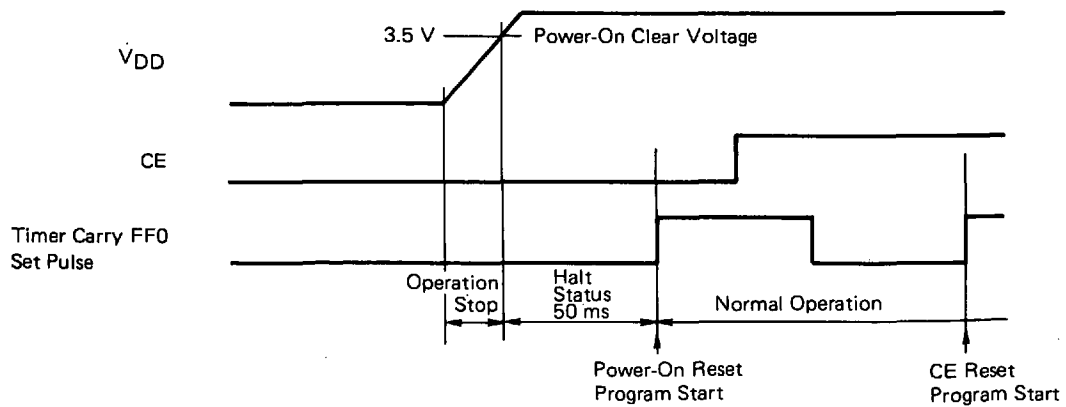 3.5 V
Power-On Clear Voltage
VDD
CE
Timer Carry FF0
Set Pulse
Operation
Stop
Halt
Status
50 ms
Normal Operation
Power-On Reset
Program Start
CE Reset
Program Start